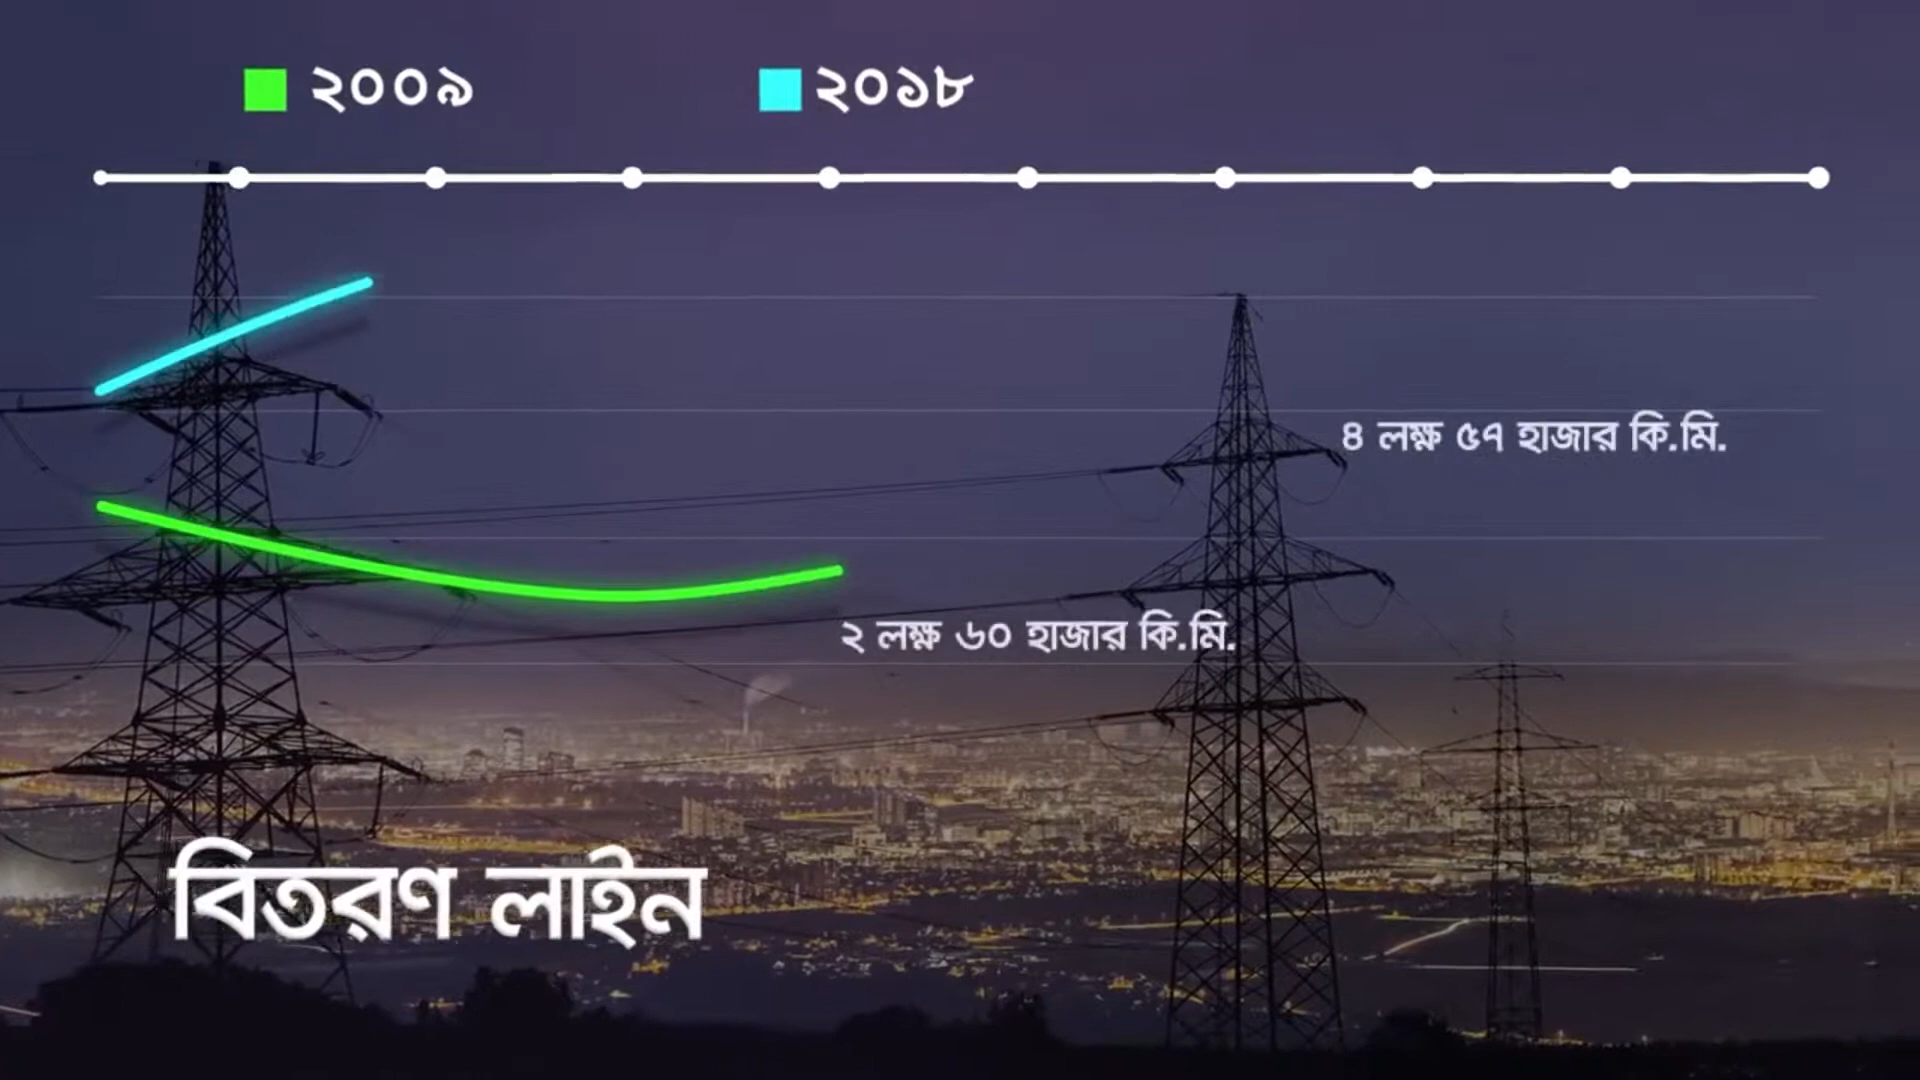 ২০০৯
২০১৮
৪ লক্ষ ৫৭ হাজার কি.মি.
২ লক্ষ ৬০ হাজার কি.মি.
বিতরণ লাইন